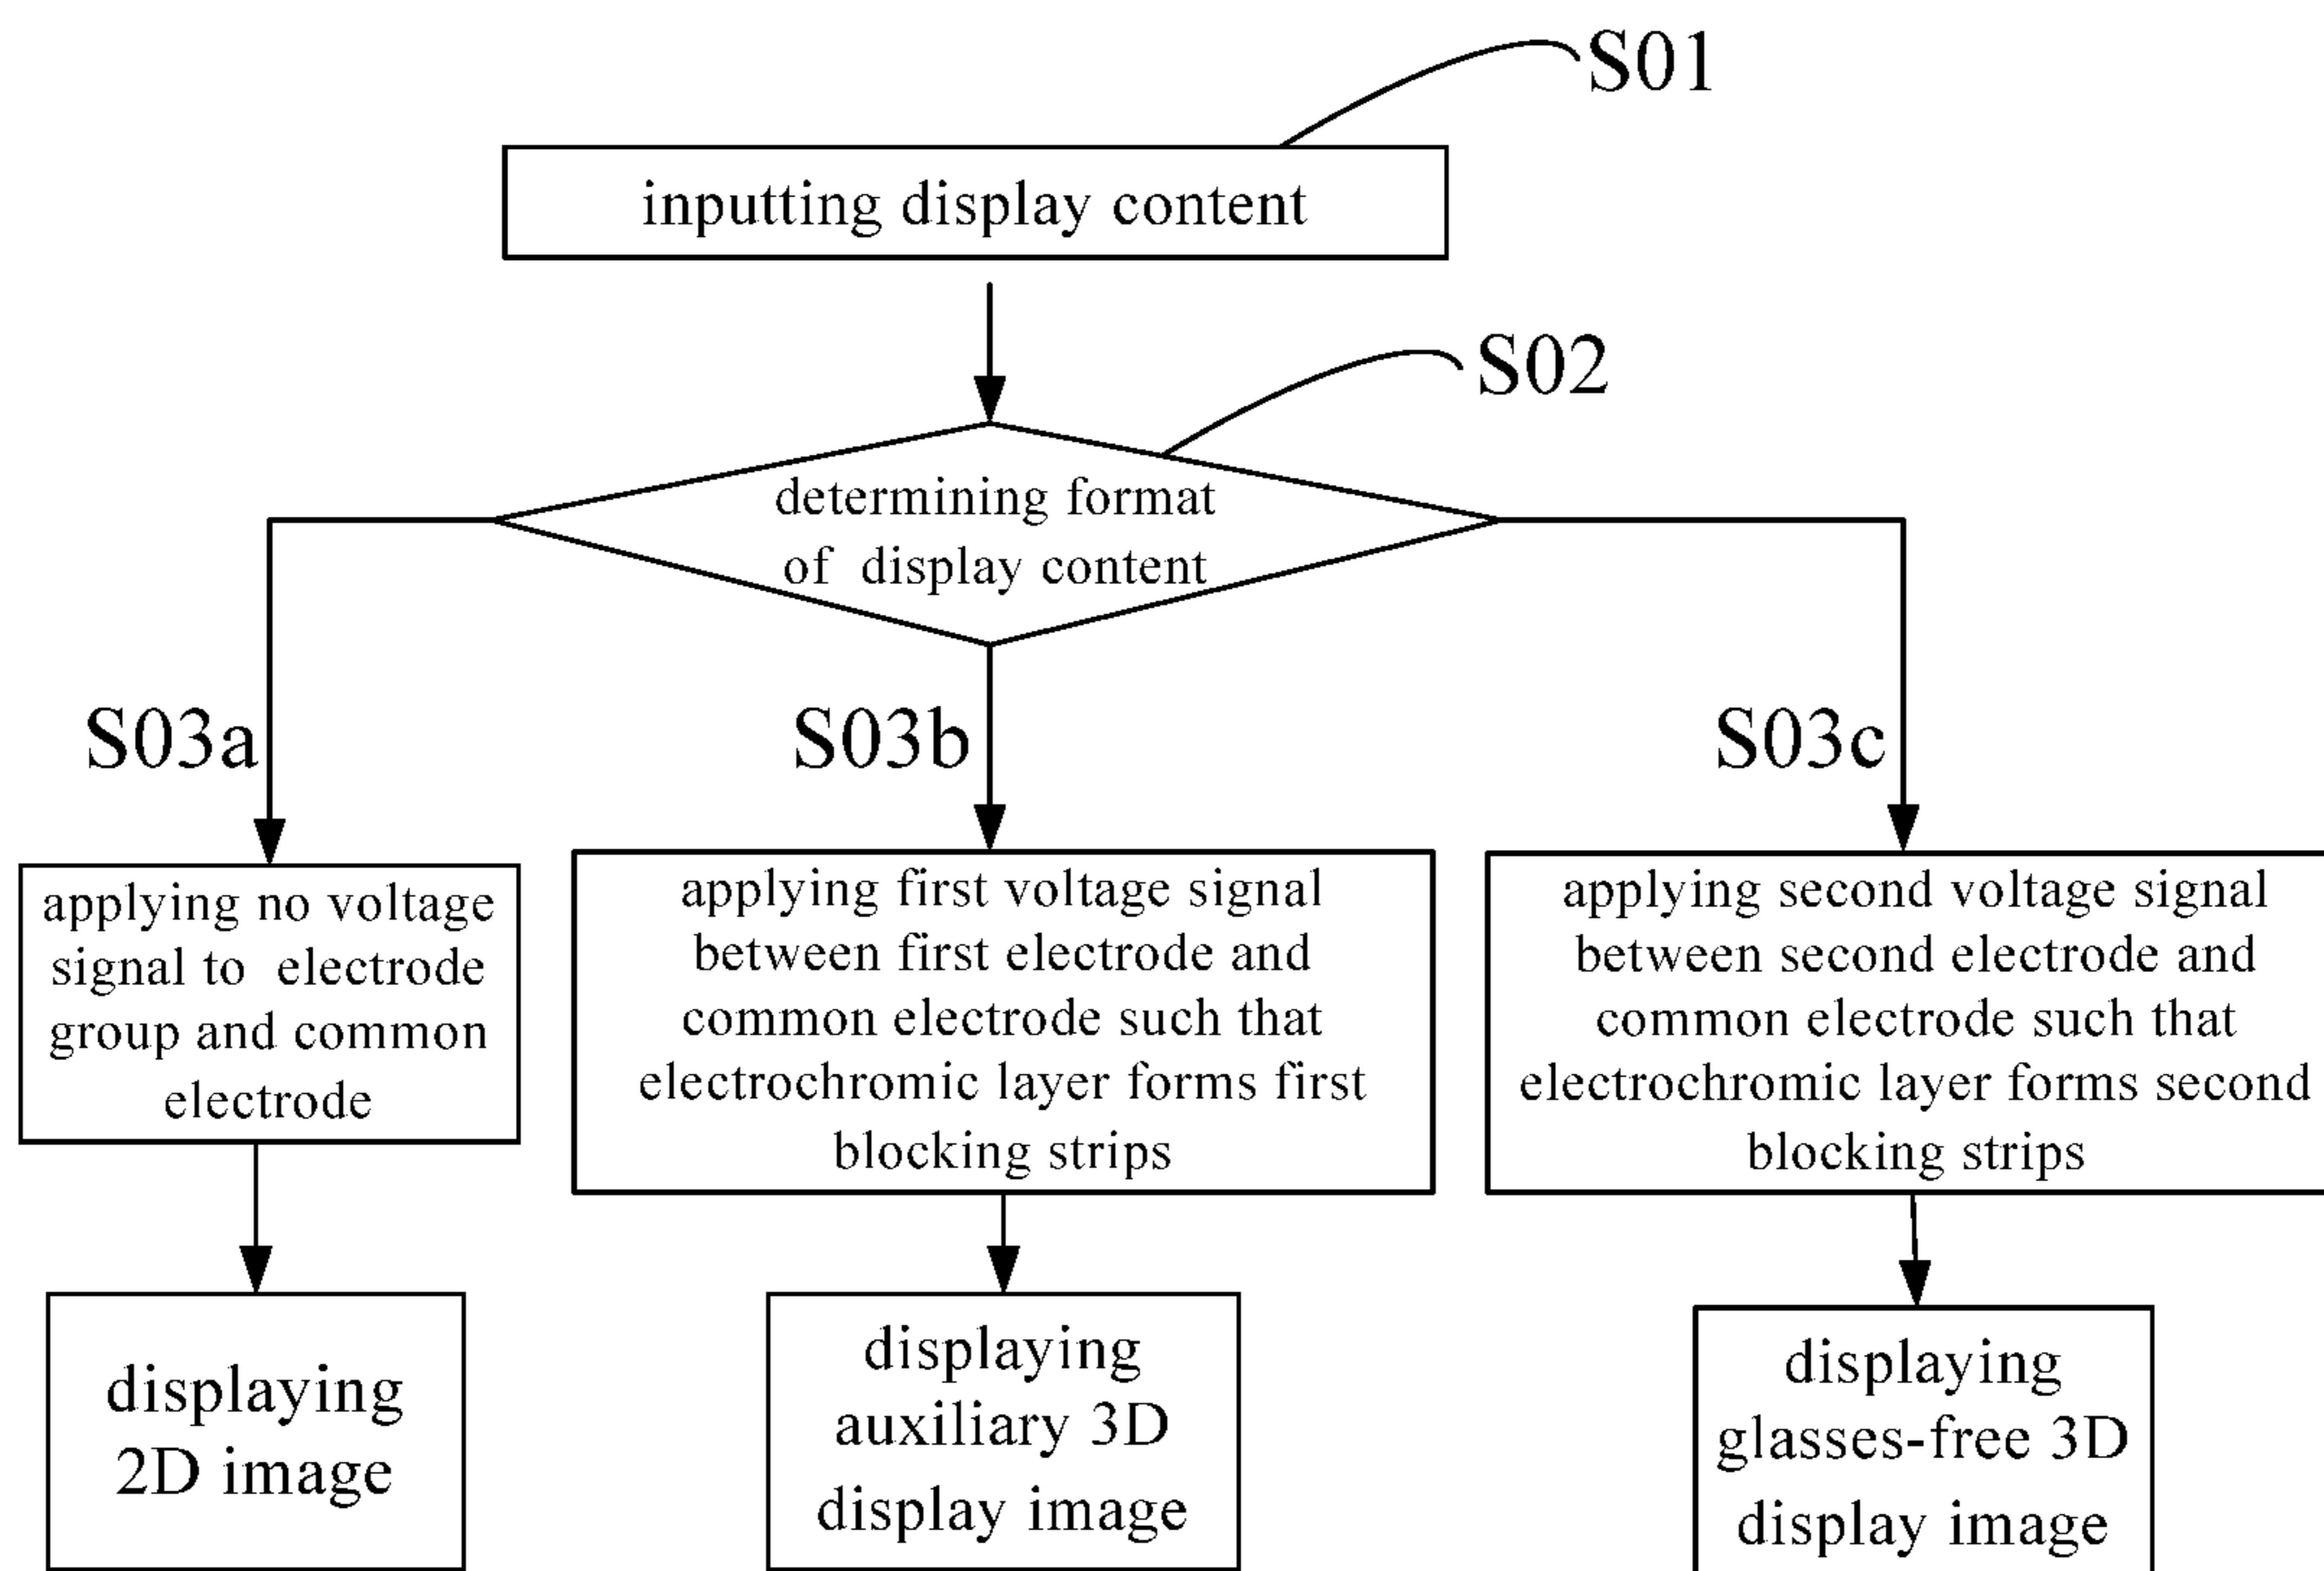 S01
inputting display content
S02
determining format
of display content
S03a
S03b
S03c
applying no voltage
signal to electrode
group and common
electrode
applying first voltage signal
between first electrode and
common electrode such that
electrochromic layer forms first
blocking strips
applying second voltage signal
between second electrode and
common electrode such that
electrochromic layer forms second
blocking strips
displaying
2D image
displaying
auxiliary 3D
display image
displaying
glasses-free 3D
display image